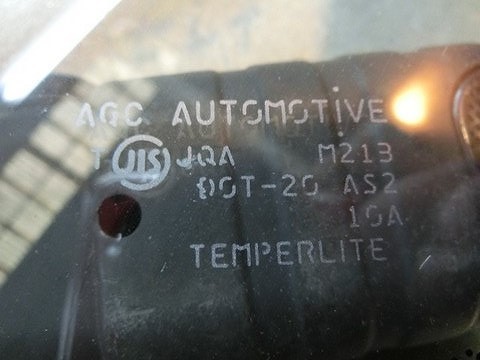 AGC AUTOMOTIVE
T JIS JQA M213
DOT-20 AS2
10A
TEMPERLITE